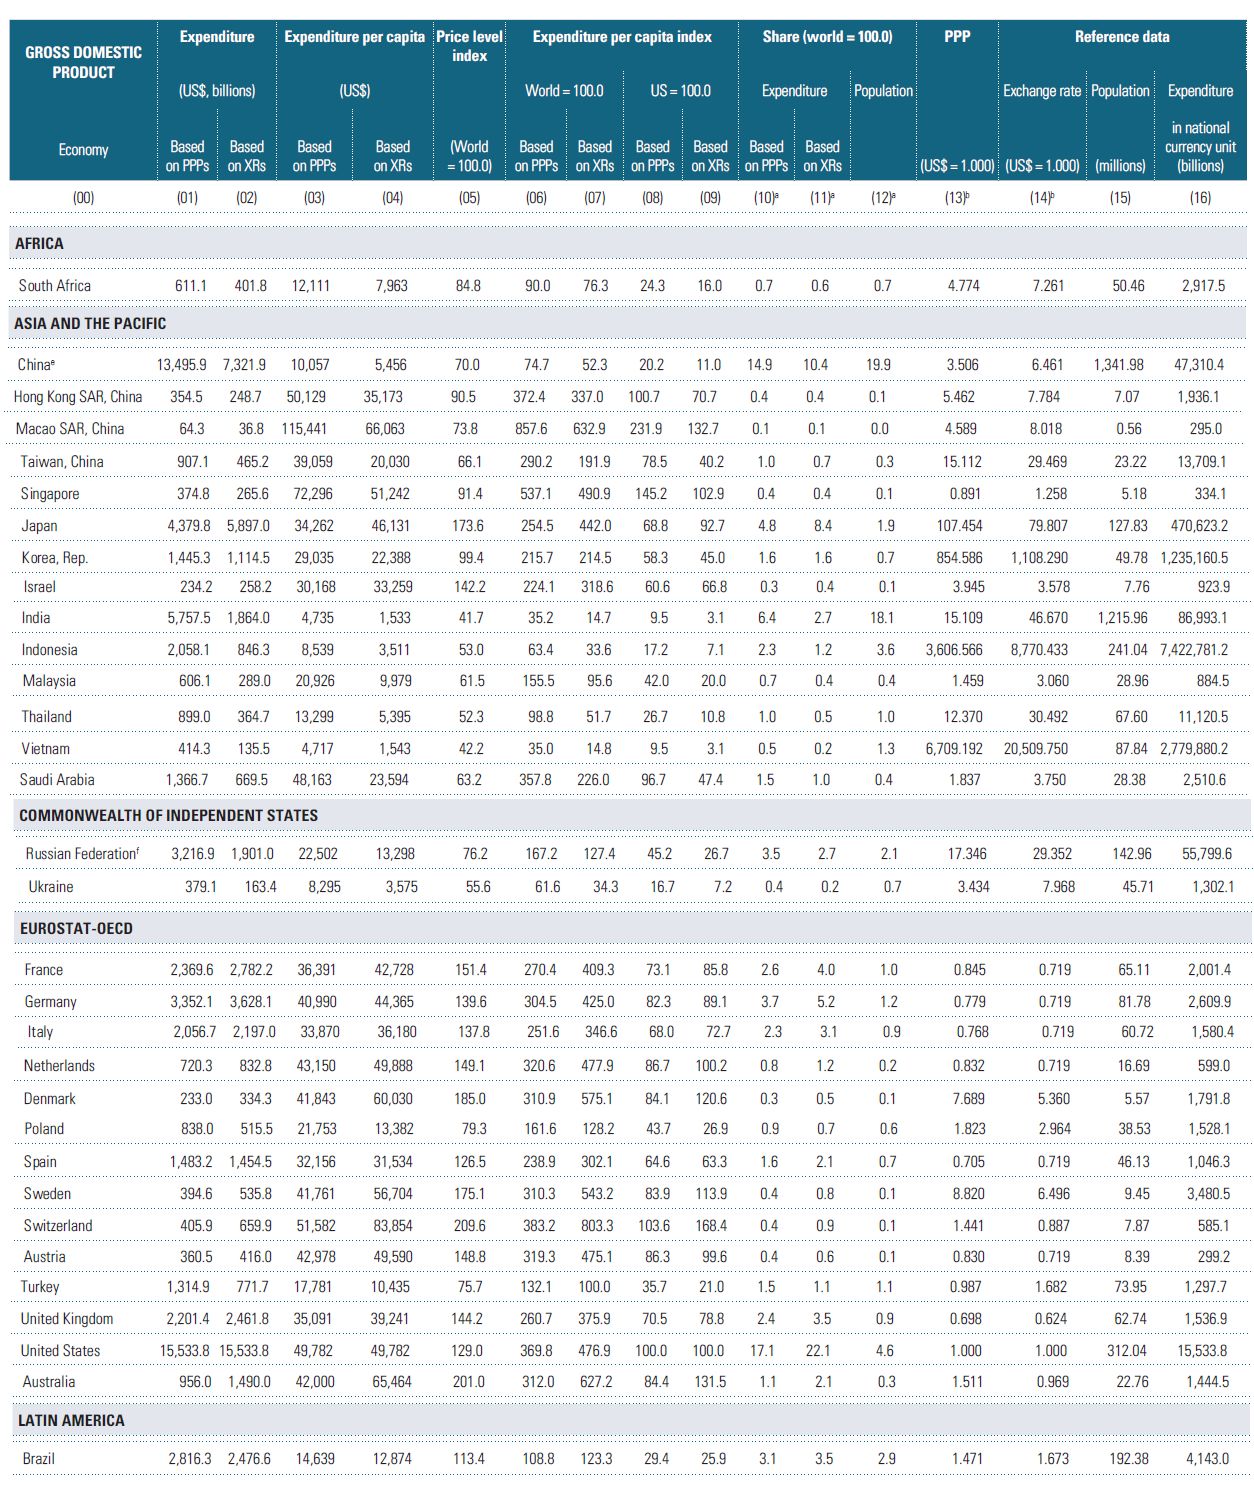 GROSS DOMESTIC PRODUCT Expenditure Expenditure per capita Price level index Expenditure per capita index Share (world = 100.0) PPP Reference data
(US$, billions) (US$) World = 100.0 US = 100.0 Expenditure Population Exchange rate Population Expenditure
Economy Based on PPPs Based on XRs Based on PPPs Based on XRs (World = 100.0) Based on PPPs Based on XRs Based on PPPs Based on XRs Based on PPPs Based on XRs (US$ = 1.000) (US$ = 1.000) (millions) in national currency unit (billions)
(00) (01) (02) (03) (04) (05) (06) (07) (08) (09) (10)ᵃ (11)ᵃ (12)ᵃ (13)ᵇ (14)ᵇ (15) (16)
AFRICA
South Africa 611.1 401.8 12,111 7,963 84.8 90.0 76.3 24.3 16.0 0.7 0.6 0.7 4.774 7.261 50.46 2,917.5
ASIA AND THE PACIFIC
Chinaᵉ 13,495.9 7,321.9 10,057 5,456 70.0 74.7 52.3 20.2 11.0 14.9 10.4 19.9 3.506 6.461 1,341.98 47,310.4
Hong Kong SAR, China 354.5 248.7 50,129 35,173 90.5 372.4 337.0 100.7 70.7 0.4 0.4 0.1 5.462 7.784 7.07 1,936.1
Macao SAR, China 64.3 36.8 115,441 66,063 73.8 857.6 632.9 231.9 132.7 0.1 0.1 0.0 4.589 8.018 0.56 295.0
Taiwan, China 907.1 465.2 39,059 20,030 66.1 290.2 191.9 78.5 40.2 1.0 0.7 0.3 15.112 29.469 23.22 13,709.1
Singapore 374.8 265.6 72,296 51,242 91.4 537.1 490.9 145.2 102.9 0.4 0.4 0.1 0.891 1.258 5.18 334.1
Japan 4,379.8 5,897.0 34,262 46,131 173.6 254.5 442.0 68.8 92.7 4.8 8.4 1.9 107.454 79.807 127.83 470,623.2
Korea, Rep. 1,445.3 1,114.5 29,035 22,388 99.4 215.7 214.5 58.3 45.0 1.6 1.6 0.7 854.586 1,108.290 49.78 1,235,160.5
Israel 234.2 258.2 30,168 33,259 142.2 224.1 318.6 60.6 66.8 0.3 0.4 0.1 3.945 3.578 7.76 923.9
India 5,757.5 1,864.0 4,735 1,533 41.7 35.2 14.7 9.5 3.1 6.4 2.7 18.1 15.109 46.670 1,215.96 86,993.1
Indonesia 2,058.1 846.3 8,539 3,511 53.0 63.4 33.6 17.2 7.1 2.3 1.2 3.6 3,606.566 8,770.433 241.04 7,422,781.2
Malaysia 606.1 289.0 20,926 9,979 61.5 155.5 95.6 42.0 20.0 0.7 0.4 0.4 1.459 3.060 28.96 884.5
Thailand 899.0 364.7 13,299 5,395 52.3 98.8 51.7 26.7 10.8 1.0 0.5 1.0 12.370 30.492 67.60 11,120.5
Vietnam 414.3 135.5 4,717 1,543 42.2 35.0 14.8 9.5 3.1 0.5 0.2 1.3 6,709.192 20,509.750 87.84 2,779,880.2
Saudi Arabia 1,366.7 669.5 48,163 23,594 63.2 357.8 226.0 96.7 47.4 1.5 1.0 0.4 1.837 3.750 28.38 2,510.6
COMMONWEALTH OF INDEPENDENT STATES
Russian Federationᶠ 3,216.9 1,901.0 22,502 13,298 76.2 167.2 127.4 45.2 26.7 3.5 2.7 2.1 17.346 29.352 142.96 55,799.6
Ukraine 379.1 163.4 8,295 3,575 55.6 61.6 34.3 16.7 7.2 0.4 0.2 0.7 3.434 7.968 45.71 1,302.1
EUROSTAT-OECD
France 2,369.6 2,782.2 36,391 42,728 151.4 270.4 409.3 73.1 85.8 2.6 4.0 1.0 0.845 0.719 65.11 2,001.4
Germany 3,352.1 3,628.1 40,990 44,365 139.6 304.5 425.0 82.3 89.1 3.7 5.2 1.2 0.779 0.719 81.78 2,609.9
Italy 2,056.7 2,197.0 33,870 36,180 137.8 251.6 346.6 68.0 72.7 2.3 3.1 0.9 0.768 0.719 60.72 1,580.4
Netherlands 720.3 832.8 43,150 49,888 149.1 320.6 477.9 86.7 100.2 0.8 1.2 0.2 0.832 0.719 16.69 599.0
Denmark 233.0 334.3 41,843 60,030 185.0 310.9 575.1 84.1 120.6 0.3 0.5 0.1 7.689 5.360 5.57 1,791.8
Poland 838.0 515.5 21,753 13,382 79.3 161.6 128.2 43.7 26.9 0.9 0.7 0.6 1.823 2.964 38.53 1,528.1
Spain 1,483.2 1,454.5 32,156 31,534 126.5 238.9 302.1 64.6 63.3 1.6 2.1 0.7 0.705 0.719 46.13 1,046.3
Sweden 394.6 535.8 41,761 56,704 175.1 310.3 543.2 83.9 113.9 0.4 0.8 0.1 8.820 6.496 9.45 3,480.5
Switzerland 405.9 659.9 51,582 83,854 209.6 383.2 803.3 103.6 168.4 0.4 0.9 0.1 1.441 0.887 7.87 585.1
Austria 360.5 416.0 42,978 49,590 148.8 319.3 475.1 86.3 99.6 0.4 0.6 0.1 0.830 0.719 8.39 299.2
Turkey 1,314.9 771.7 17,781 10,435 75.7 132.1 100.0 35.7 21.0 1.5 1.1 1.1 0.987 1.682 73.95 1,297.7
United Kingdom 2,201.4 2,461.8 35,091 39,241 144.2 260.7 375.9 70.5 78.8 2.4 3.5 0.9 0.698 0.624 62.74 1,536.9
United States 15,533.8 15,533.8 49,782 49,782 129.0 369.8 476.9 100.0 100.0 17.1 22.1 4.6 1.000 1.000 312.04 15,533.8
Australia 956.0 1,490.0 42,000 65,464 201.0 312.0 627.2 84.4 131.5 1.1 2.1 0.3 1.511 0.969 22.76 1,444.5
LATIN AMERICA
Brazil 2,816.3 2,476.6 14,639 12,874 113.4 108.8 123.3 29.4 25.9 3.1 3.5 2.9 1.471 1.673 192.38 4,143.0